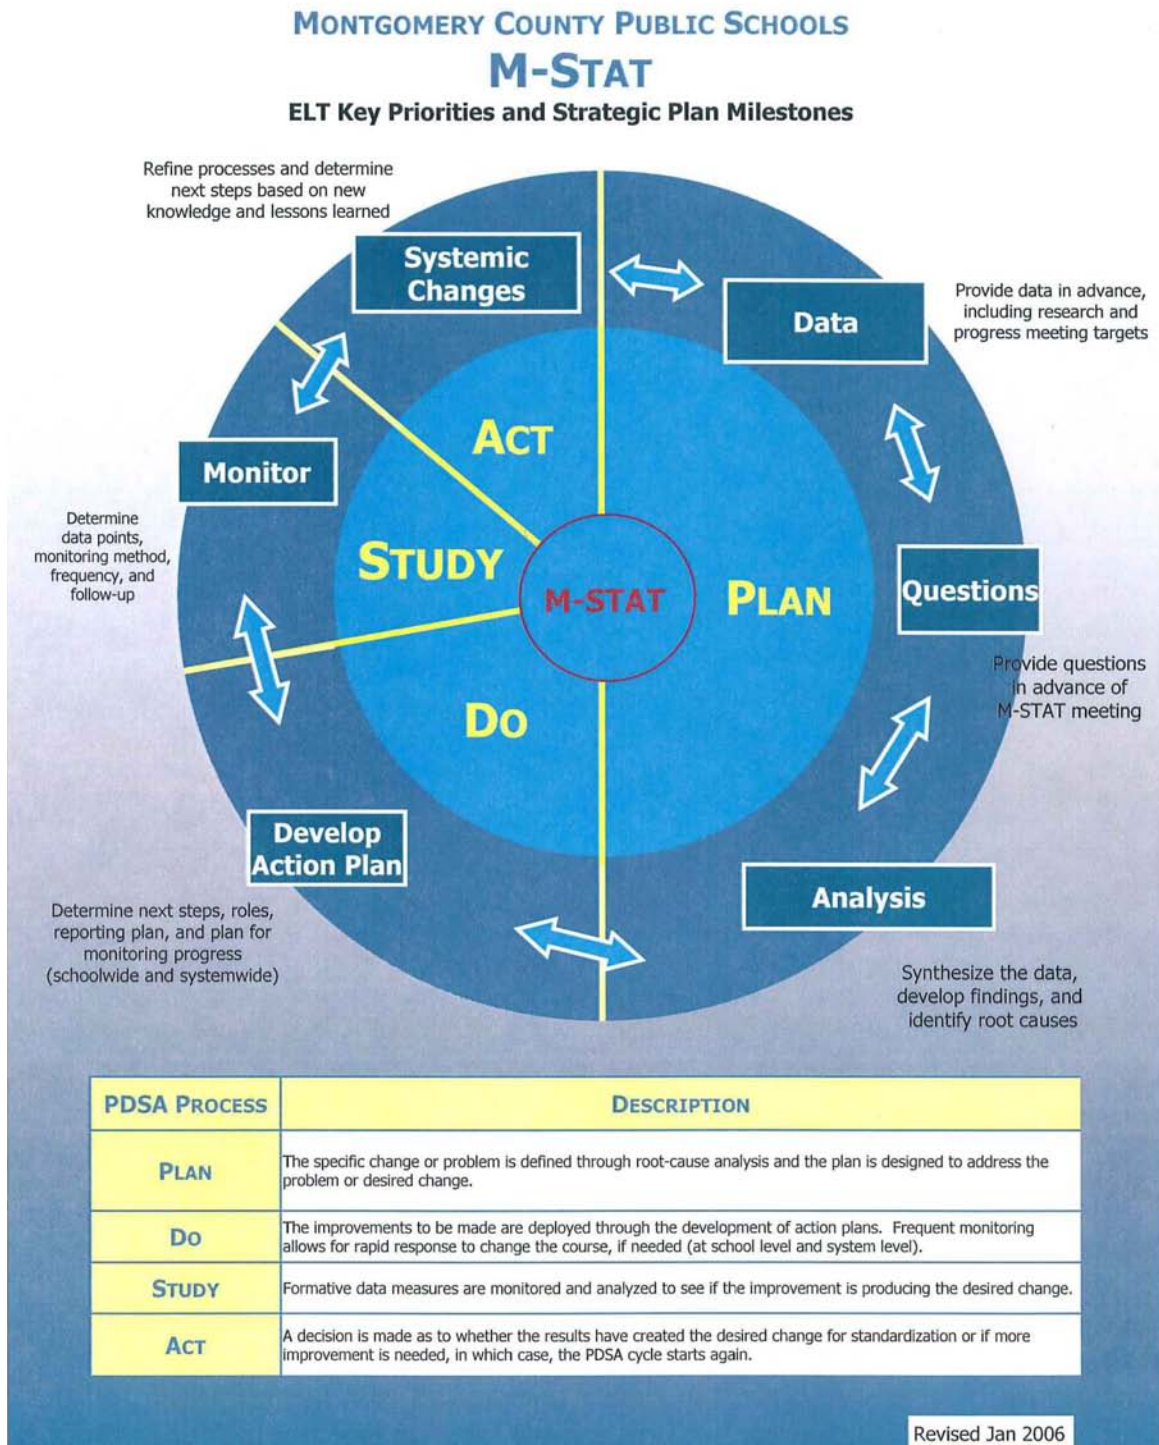 MONTGOMERY COUNTY PUBLIC SCHOOLS
M-STAT
ELT Key Priorities and Strategic Plan Milestones
Refine processes and determine
next steps based on new
knowledge and lessons learned
Systemic
Changes
Data
Provide data in advance,
including research and
progress meeting targets
ACT
Monitor
Determine
data points,
monitoring method,
frequency, and
follow-up
STUDY
M-STAT
PLAN
Questions
Provide questions
in advance of
M-STAT meeting
DO
Develop
Action Plan
Analysis
Determine next steps, roles,
reporting plan, and plan for
monitoring progress
(schoolwide and systemwide)
Synthesize the data,
develop findings, and
identify root causes
PDSA PROCESS
DESCRIPTION
PLAN
The specific change or problem is defined through root-cause analysis and the plan is designed to address the
problem or desired change.
DO
The improvements to be made are deployed through the development of action plans.  Frequent monitoring
allows for rapid response to change the course, if needed (at school level and system level).
STUDY
Formative data measures are monitored and analyzed to see if the improvement is producing the desired change.
ACT
A decision is made as to whether the results have created the desired change for standardization or if more
improvement is needed, in which case, the PDSA cycle starts again.
Revised Jan 2006